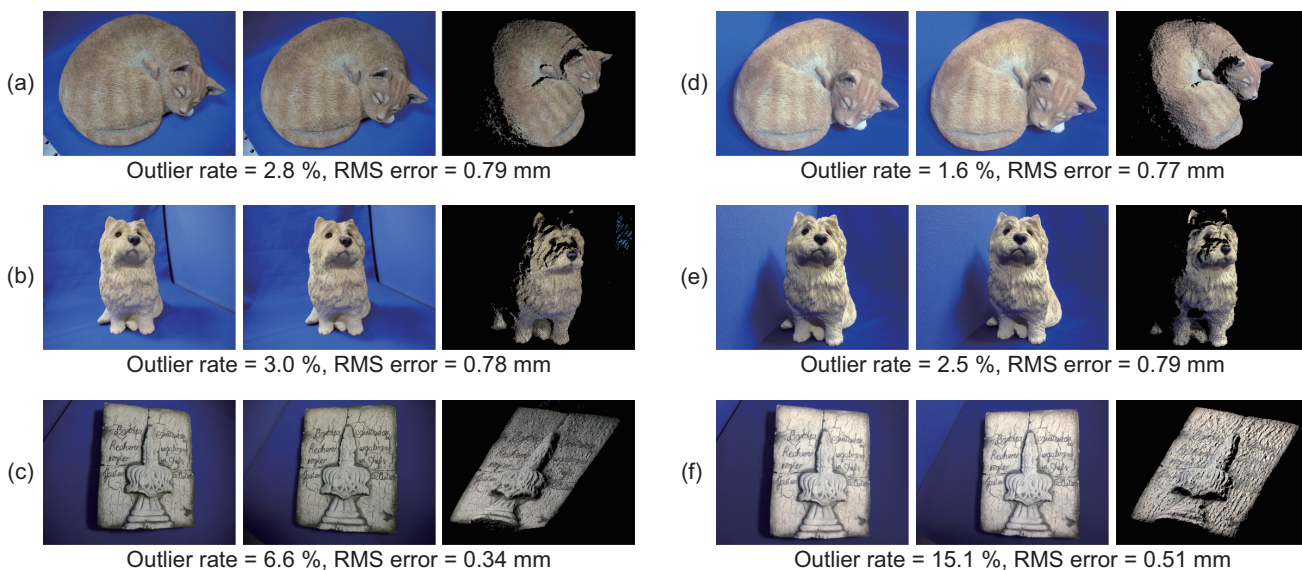 (a)
Outlier rate = 2.8 %, RMS error = 0.79 mm
(d)
Outlier rate = 1.6 %, RMS error = 0.77 mm
(b)
Outlier rate = 3.0 %, RMS error = 0.78 mm
(e)
Outlier rate = 2.5 %, RMS error = 0.79 mm
(c)
Outlier rate = 6.6 %, RMS error = 0.34 mm
(f)
Outlier rate = 15.1 %, RMS error = 0.51 mm